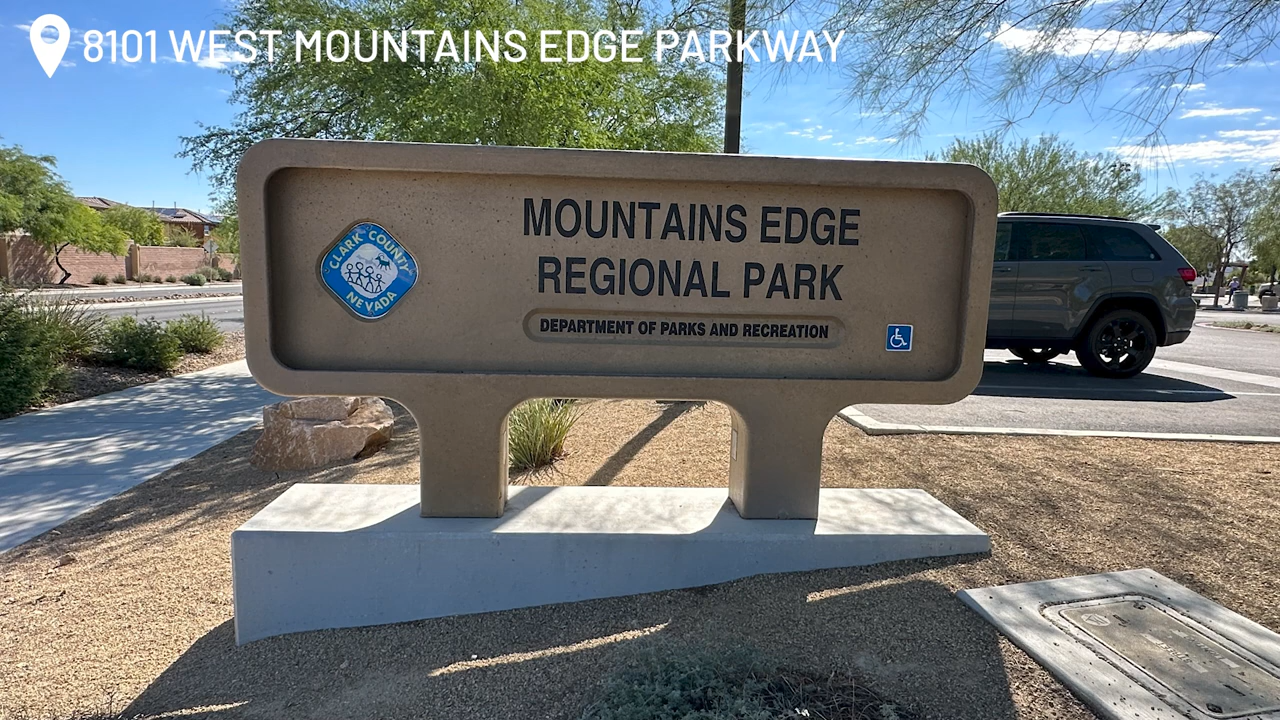 8101 WEST MOUNTAINS EDGE PARKWAY
MOUNTAINS EDGE
REGIONAL PARK
DEPARTMENT OF PARKS AND RECREATION
CLARK COUNTY
NEVADA